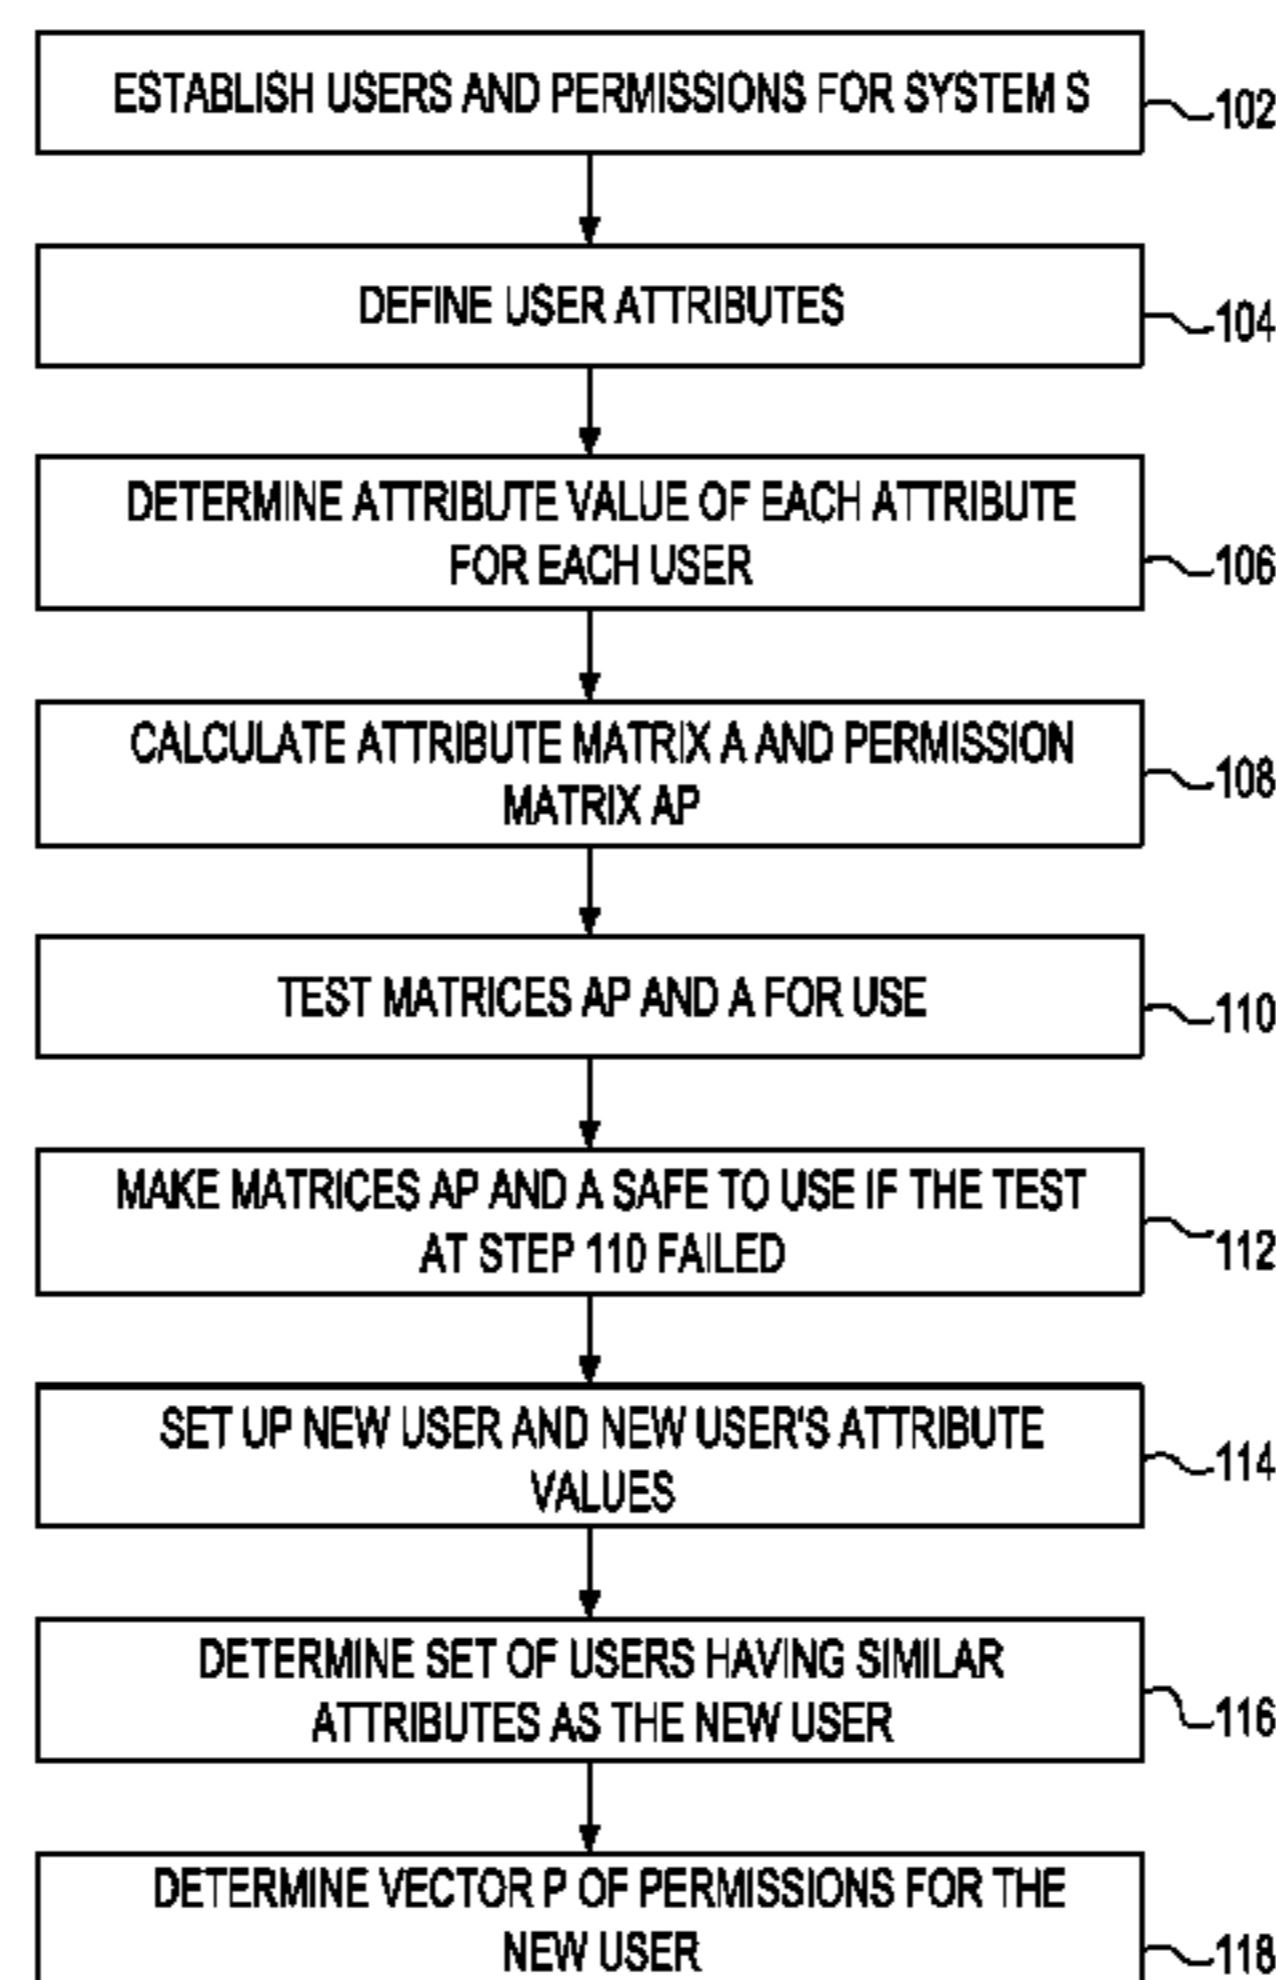 ESTABLISH USERS AND PERMISSIONS FOR SYSTEM S
102
DEFINE USER ATTRIBUTES
104
DETERMINE ATTRIBUTE VALUE OF EACH ATTRIBUTE
FOR EACH USER
106
CALCULATE ATTRIBUTE MATRIX A AND PERMISSION
MATRIX AP
108
TEST MATRICES AP AND A FOR USE
110
MAKE MATRICES AP AND A SAFE TO USE IF THE TEST
AT STEP 110 FAILED
112
SET UP NEW USER AND NEW USER'S ATTRIBUTE
VALUES
114
DETERMINE SET OF USERS HAVING SIMILAR
ATTRIBUTES AS THE NEW USER
116
DETERMINE VECTOR P OF PERMISSIONS FOR THE
NEW USER
118